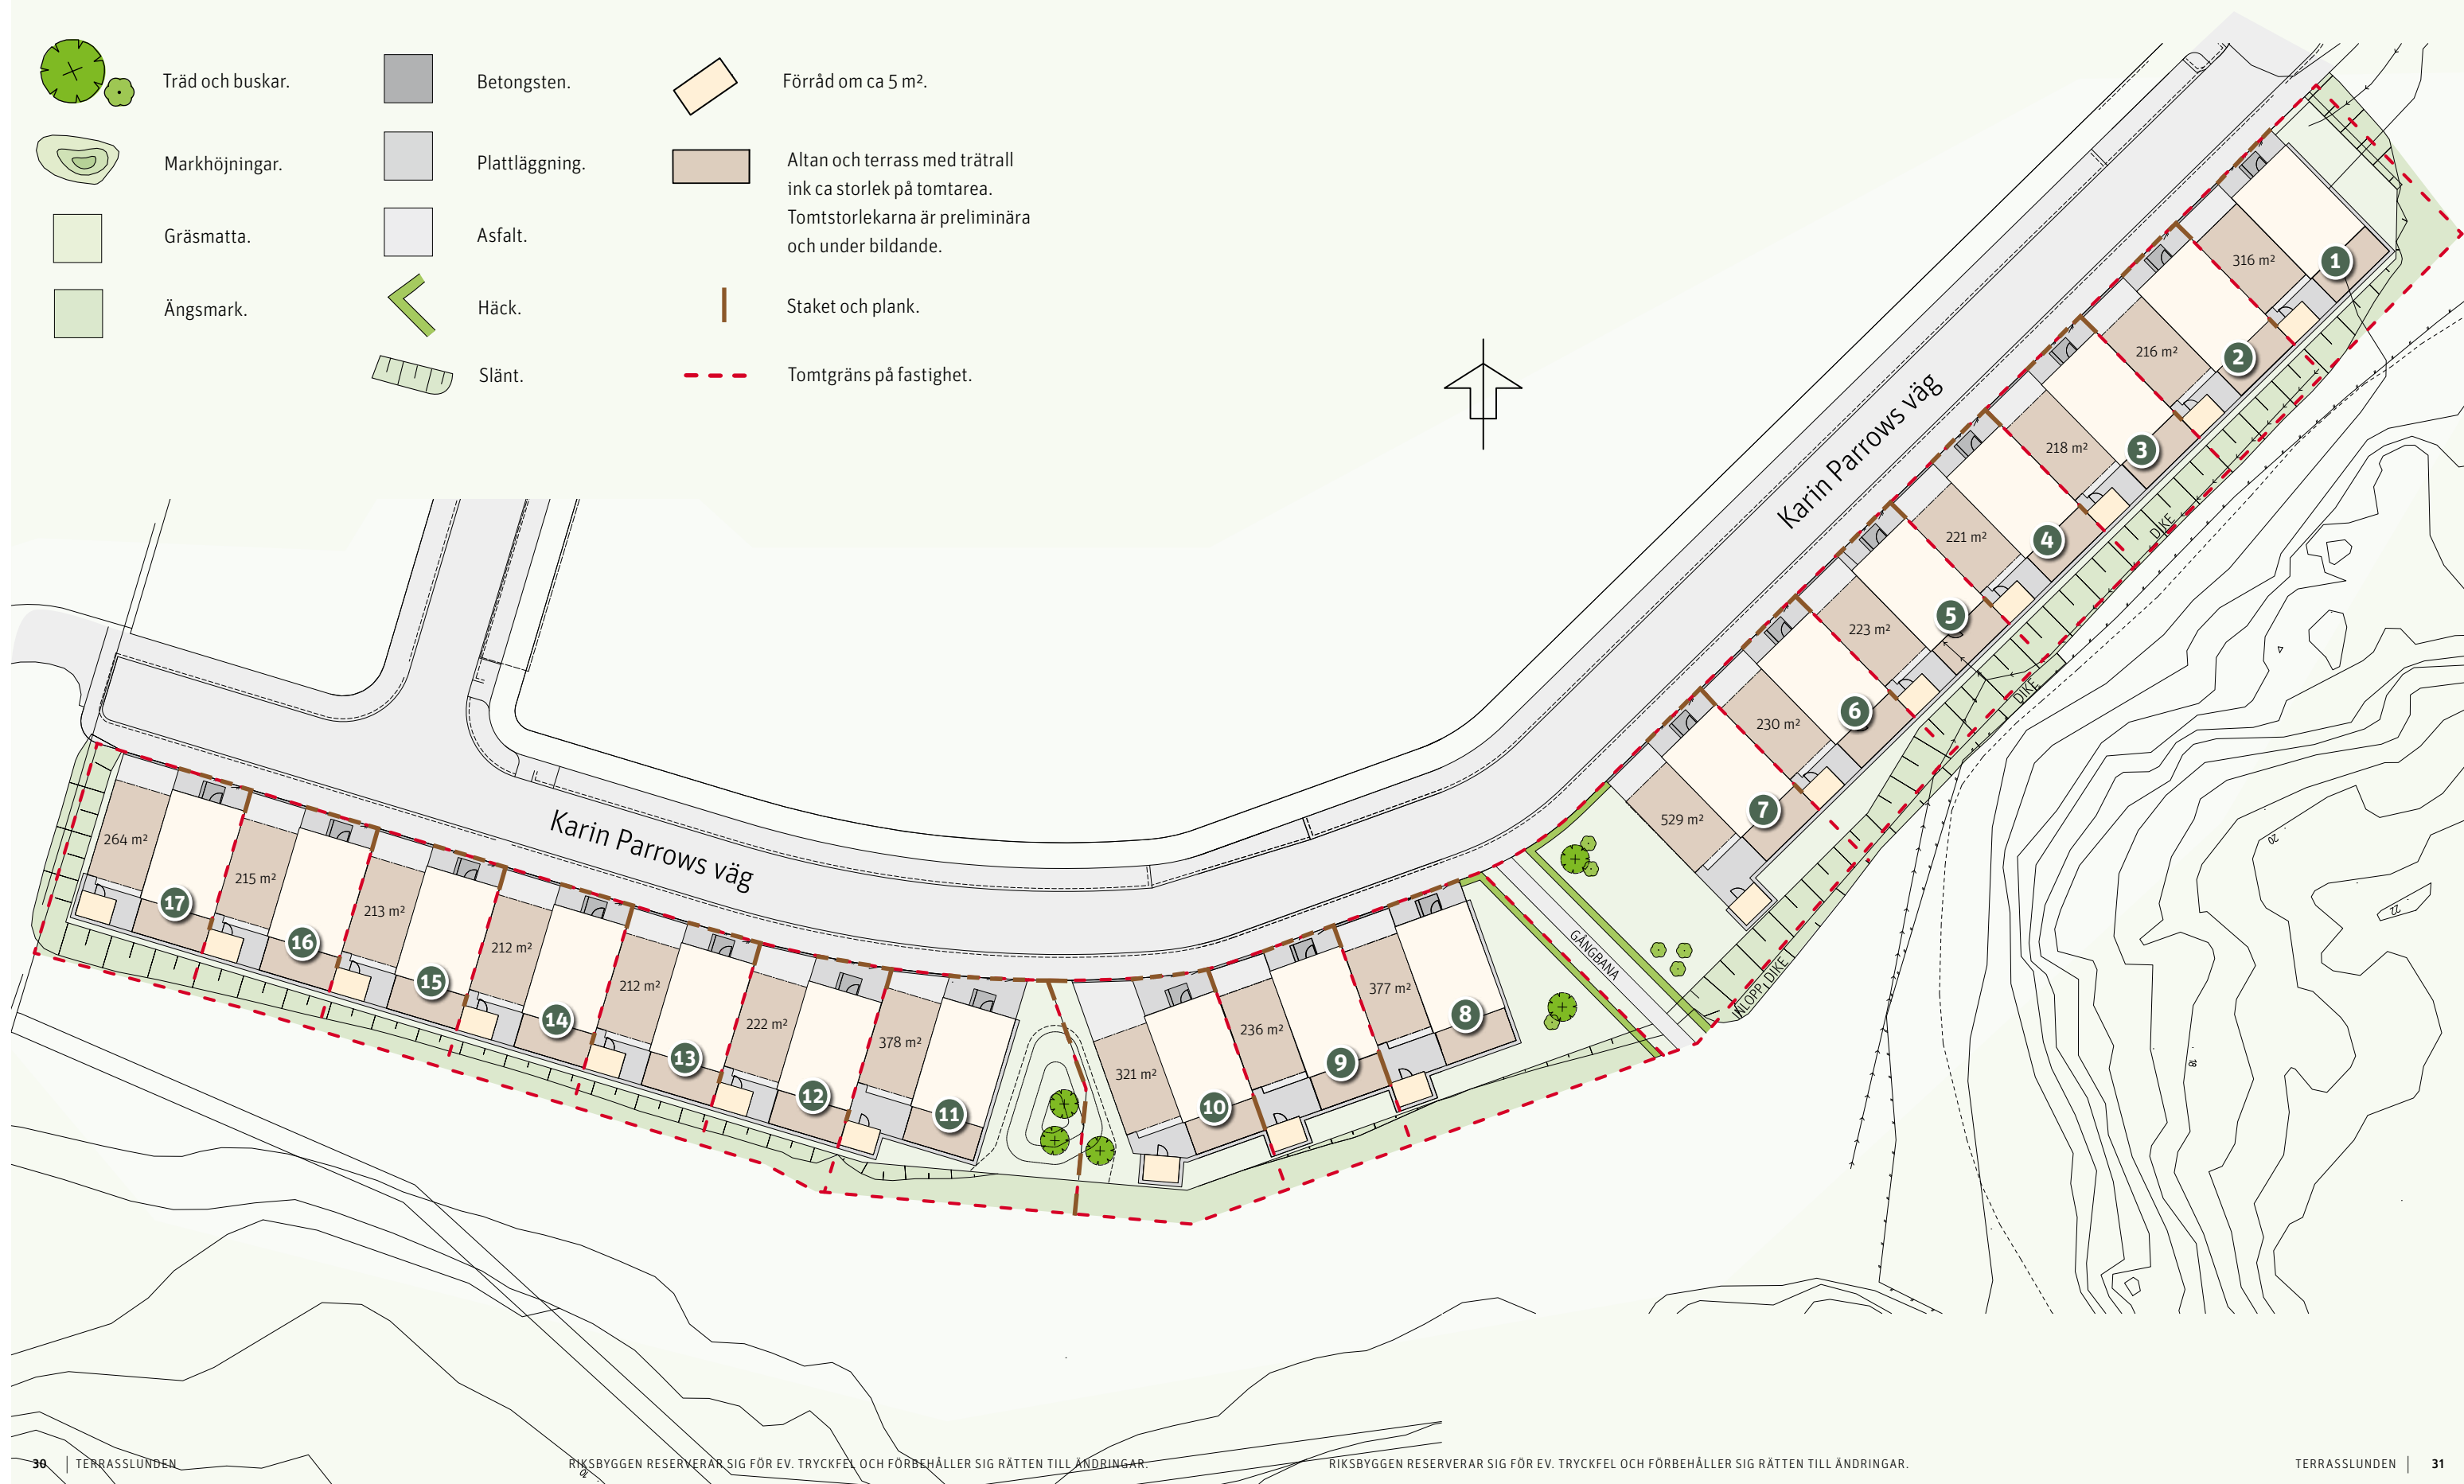 Träd och buskar.
Markhöjningar.
Gräsmatta.
Ängsmark.
Betongsten.
Plattläggning.
Asfalt.
Häck.
Slänt.
Förråd om ca 5 m².
Altan och terrass med trätrall
ink ca storlek på tomtarea.
Tomtstorlekarna är preliminära
och under bildande.
Staket och plank.
Tomtgräns på fastighet.
Karin Parrows väg
316 m²
1
216 m²
2
218 m²
3
221 m²
4
223 m²
5
230 m²
6
529 m²
7
DIKE
DIKE
INLOPP DIKE
GÅNGBANA
20
22
18
Karin Parrows väg
264 m²
17
215 m²
16
213 m²
15
212 m²
14
212 m²
13
222 m²
12
378 m²
11
321 m²
10
236 m²
9
377 m²
8
10
30 | TERRASSLUNDEN
RIKSBYGGEN RESERVERAR SIG FÖR EV. TRYCKFEL OCH FÖRBEHÅLLER SIG RÄTTEN TILL ÄNDRINGAR.
RIKSBYGGEN RESERVERAR SIG FÖR EV. TRYCKFEL OCH FÖRBEHÅLLER SIG RÄTTEN TILL ÄNDRINGAR.
TERRASSLUNDEN | 31